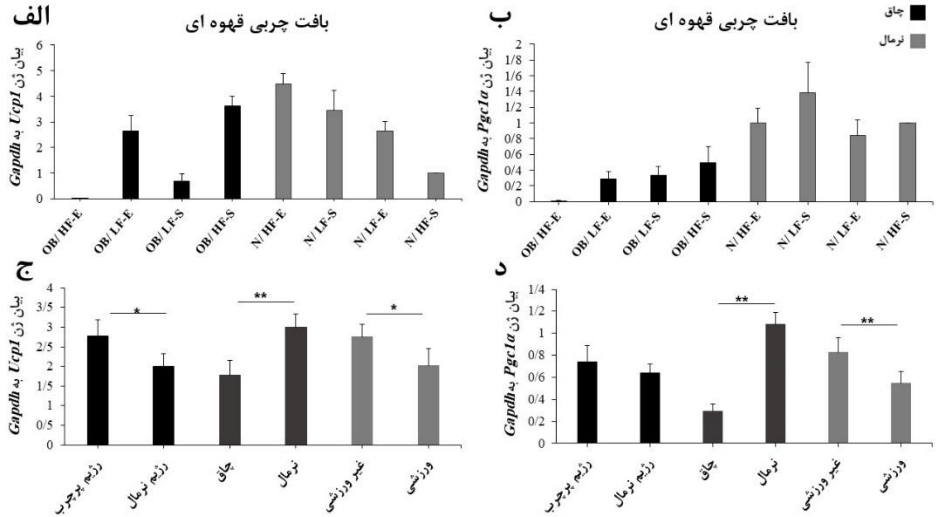 الف
بافت چربی قهوه ای
بیان ژن Ucp1 به Gapdh
6
5
4
3
2
1
0
OB/ HF-E
OB/ LF-E
OB/ LF-S
OB/ HF-S
N/ HF-E
N/ LF-S
N/ LF-E
N/ HF-S
ب
بافت چربی قهوه ای
چاق
نرمال
بیان ژن Pgc1a به Gapdh
2
1/8
1/6
1/4
1/2
1
0/8
0/6
0/4
0/2
0
OB/ HF-E
OB/ LF-E
OB/ LF-S
OB/ HF-S
N/ HF-E
N/ LF-S
N/ LF-E
N/ HF-S
ج
بیان ژن Ucp1 به Gapdh
4
3/5
3
2/5
2
1/5
1
0/5
0
*
**
*
رژیم پرچرب
رژیم نرمال
چاق
نرمال
غیر ورزشی
ورزشی
د
بیان ژن Pgc1a به Gapdh
1/4
1/2
1
0/8
0/6
0/4
0/2
0
**
**
رژیم پرچرب
رژیم نرمال
چاق
نرمال
غیر ورزشی
ورزشی